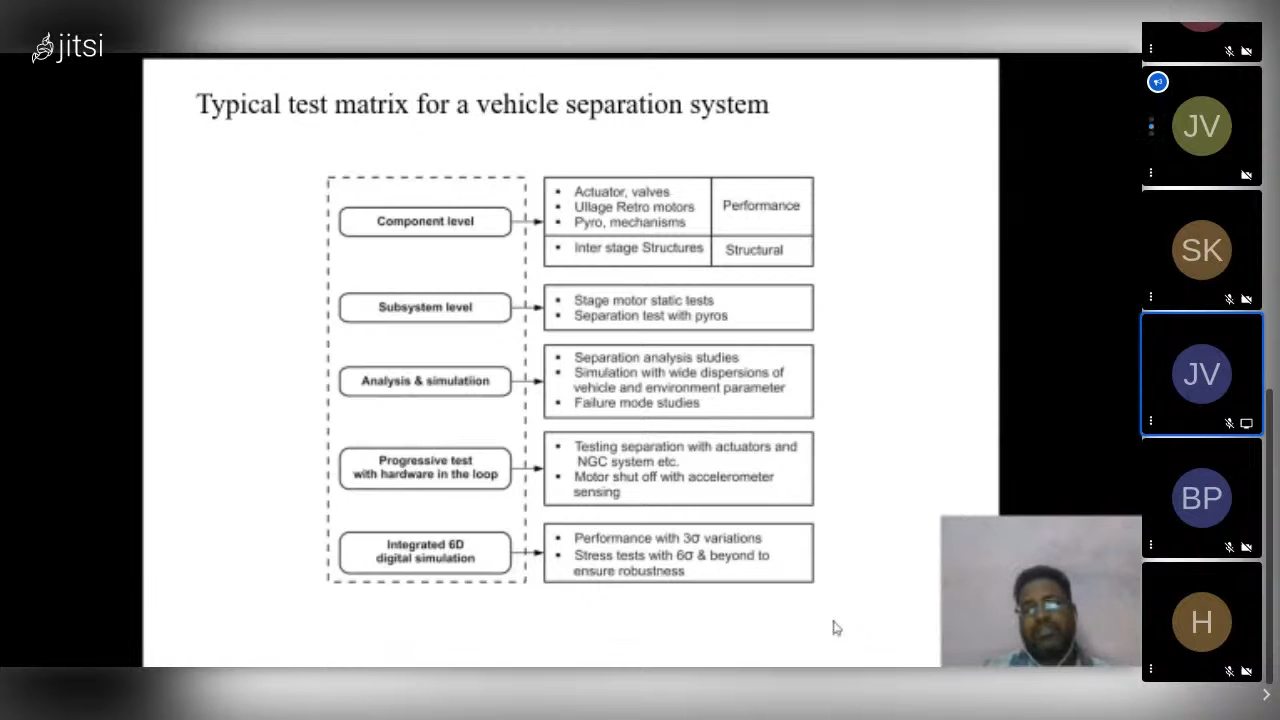 jitsi
Typical test matrix for a vehicle separation system
Component level
• Actuator, valves
• Ullage Retro motors
• Pyro, mechanisms
Performance
• Inter stage Structures
Structural
Subsystem level
• Stage motor static tests
• Separation test with pyros
Analysis & simulatiion
• Separation analysis studies
• Simulation with wide dispersions of
vehicle and environment parameter
• Failure mode studies
Progressive test
with hardware in the loop
• Testing separation with actuators and
NGC system etc.
• Motor shut off with accelerometer
sensing
Integrated 6D
digital simulation
• Performance with 3σ variations
• Stress tests with 6σ & beyond to
ensure robustness
JV
SK
JV
BP
H